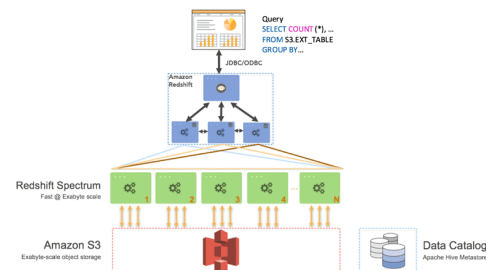 Query
SELECT COUNT (*), ...
FROM S3.EXT_TABLE
GROUP BY...
JDBC/ODBC
Amazon
Redshift
Redshift Spectrum
Fast @ Exabyte scale
1 2 3 4 ... N
Amazon S3
Exabyte-scale object storage
Data Catalog
Apache Hive Metastore